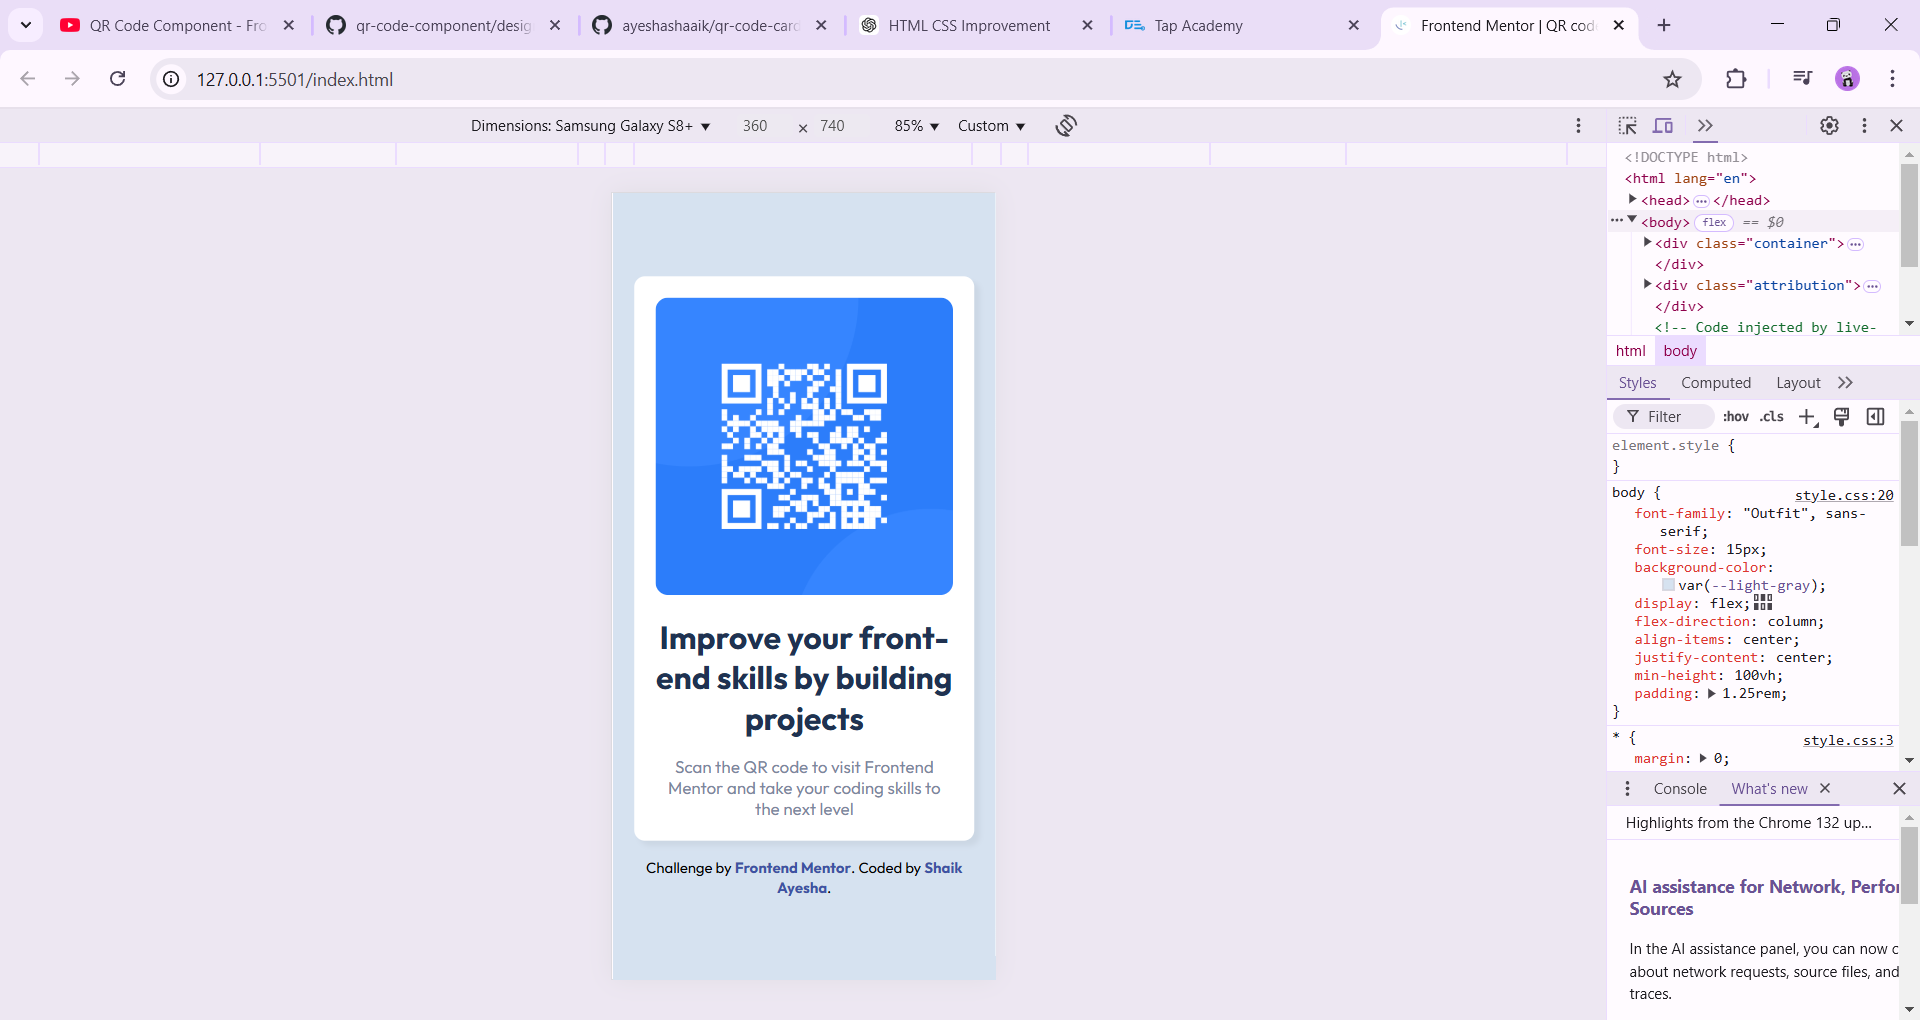 QR Code Component - Fro
qr-code-component/desig
ayeshashaaik/qr-code-card
HTML CSS Improvement
Tap Academy
Frontend Mentor | QR code
127.0.0.1:5501/index.html
Dimensions: Samsung Galaxy S8+ 360 × 740 85% Custom
<!DOCTYPE html>
<html lang="en">
<head> ⋯ </head>
<body> flex == $0
<div class="container"> ⋯
</div>
<div class="attribution"> ⋯
</div>
<!-- Code injected by live-
html body
Styles Computed Layout
Filter :hov .cls
element.style {
}
body { style.css:20
font-family: "Outfit", sans-
serif;
font-size: 15px;
background-color:
var(--light-gray);
display: flex;
flex-direction: column;
align-items: center;
justify-content: center;
min-height: 100vh;
padding: 1.25rem;
}
* { style.css:3
margin: 0;
Console What's new
Highlights from the Chrome 132 up...
AI assistance for Network, Perfor
Sources
In the AI assistance panel, you can now c
about network requests, source files, and
traces.
Improve your front-
end skills by building
projects
Scan the QR code to visit Frontend
Mentor and take your coding skills to
the next level
Challenge by Frontend Mentor. Coded by Shaik
Ayesha.